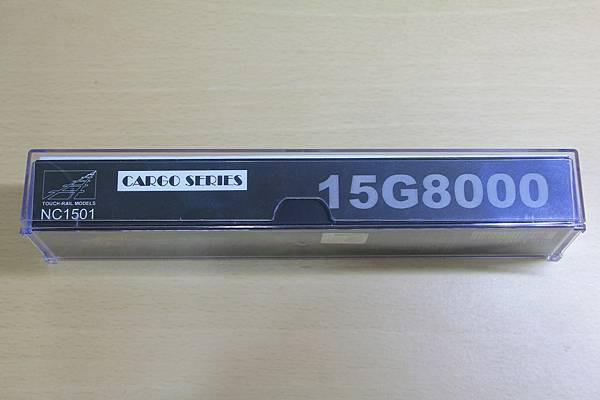 CARGO SERIES
15G8000
TOUCH-RAIL MODELS
NC1501